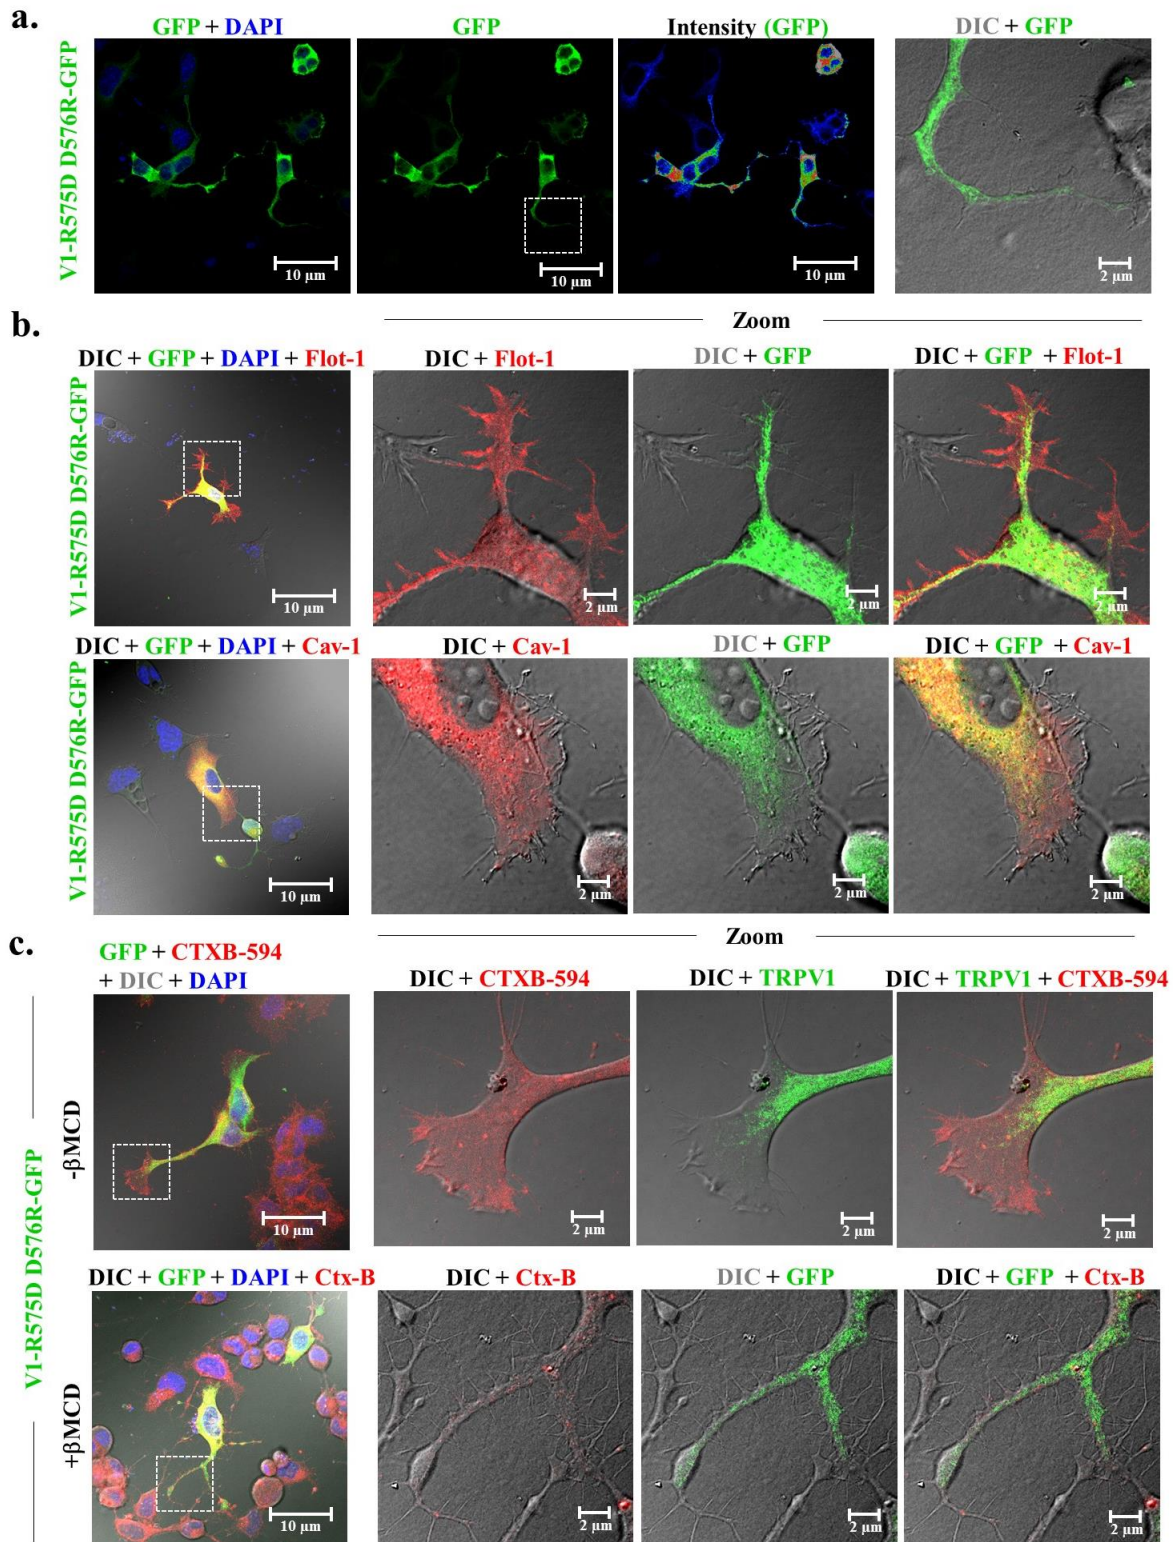 a.
GFP + DAPI
GFP
Intensity (GFP)
DIC + GFP
V1-R575D D576R-GFP
10 µm
10 µm
10 µm
2 µm
b.
Zoom
DIC + GFP + DAPI + Flot-1
DIC + Flot-1
DIC + GFP
DIC + GFP + Flot-1
V1-R575D D576R-GFP
10 µm
2 µm
2 µm
2 µm
DIC + GFP + DAPI + Cav-1
DIC + Cav-1
DIC + GFP
DIC + GFP + Cav-1
V1-R575D D576R-GFP
10 µm
2 µm
2 µm
2 µm
c.
Zoom
GFP + CTXB-594
+ DIC + DAPI
DIC + CTXB-594
DIC + TRPV1
DIC + TRPV1 + CTXB-594
V1-R575D D576R-GFP
-βMCD
10 µm
2 µm
2 µm
2 µm
DIC + GFP + DAPI + Ctx-B
DIC + Ctx-B
DIC + GFP
DIC + GFP + Ctx-B
+βMCD
10 µm
2 µm
2 µm
2 µm